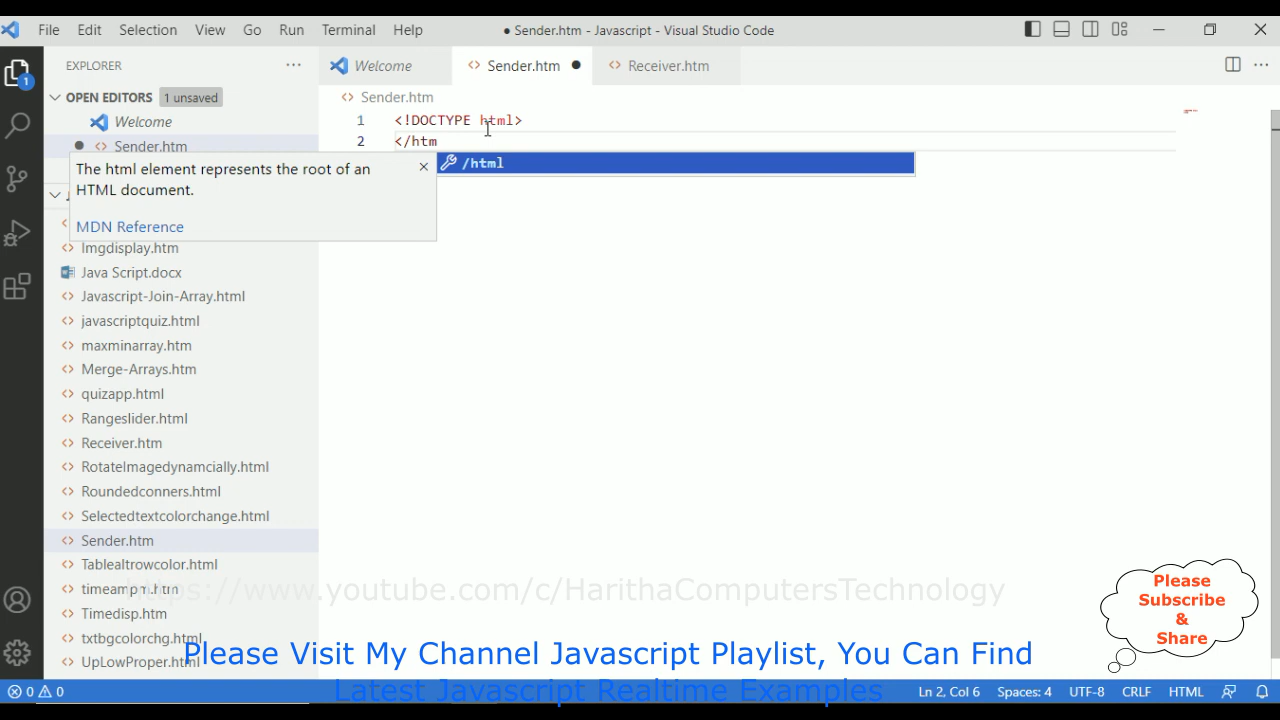 File Edit Selection View Go Run Terminal Help ● Sender.htm - Javascript - Visual Studio Code
EXPLORER
Welcome
Sender.htm
Receiver.htm
OPEN EDITORS 1 unsaved
Welcome
Sender.htm
Sender.htm
1 <!DOCTYPE html>
2 </htm
/html
The html element represents the root of an
HTML document.
MDN Reference
Imgdisplay.htm
Java Script.docx
Javascript-Join-Array.html
javascriptquiz.html
maxminarray.htm
Merge-Arrays.htm
quizapp.html
Rangeslider.html
Receiver.htm
RotateImagedynamcially.html
Roundedconners.html
Selectedtextcolorchange.html
Sender.htm
Tablealtrowcolor.html
timeampm.htm
Timedisp.htm
txtbgcolorchg.html
UpLowProper.html
https://www.youtube.com/c/HarithaComputersTechnology
Please
Subscribe
&
Share
Please Visit My Channel Javascript Playlist, You Can Find
Latest Javascript Realtime Examples
0 0 Ln 2, Col 6 Spaces: 4 UTF-8 CRLF HTML